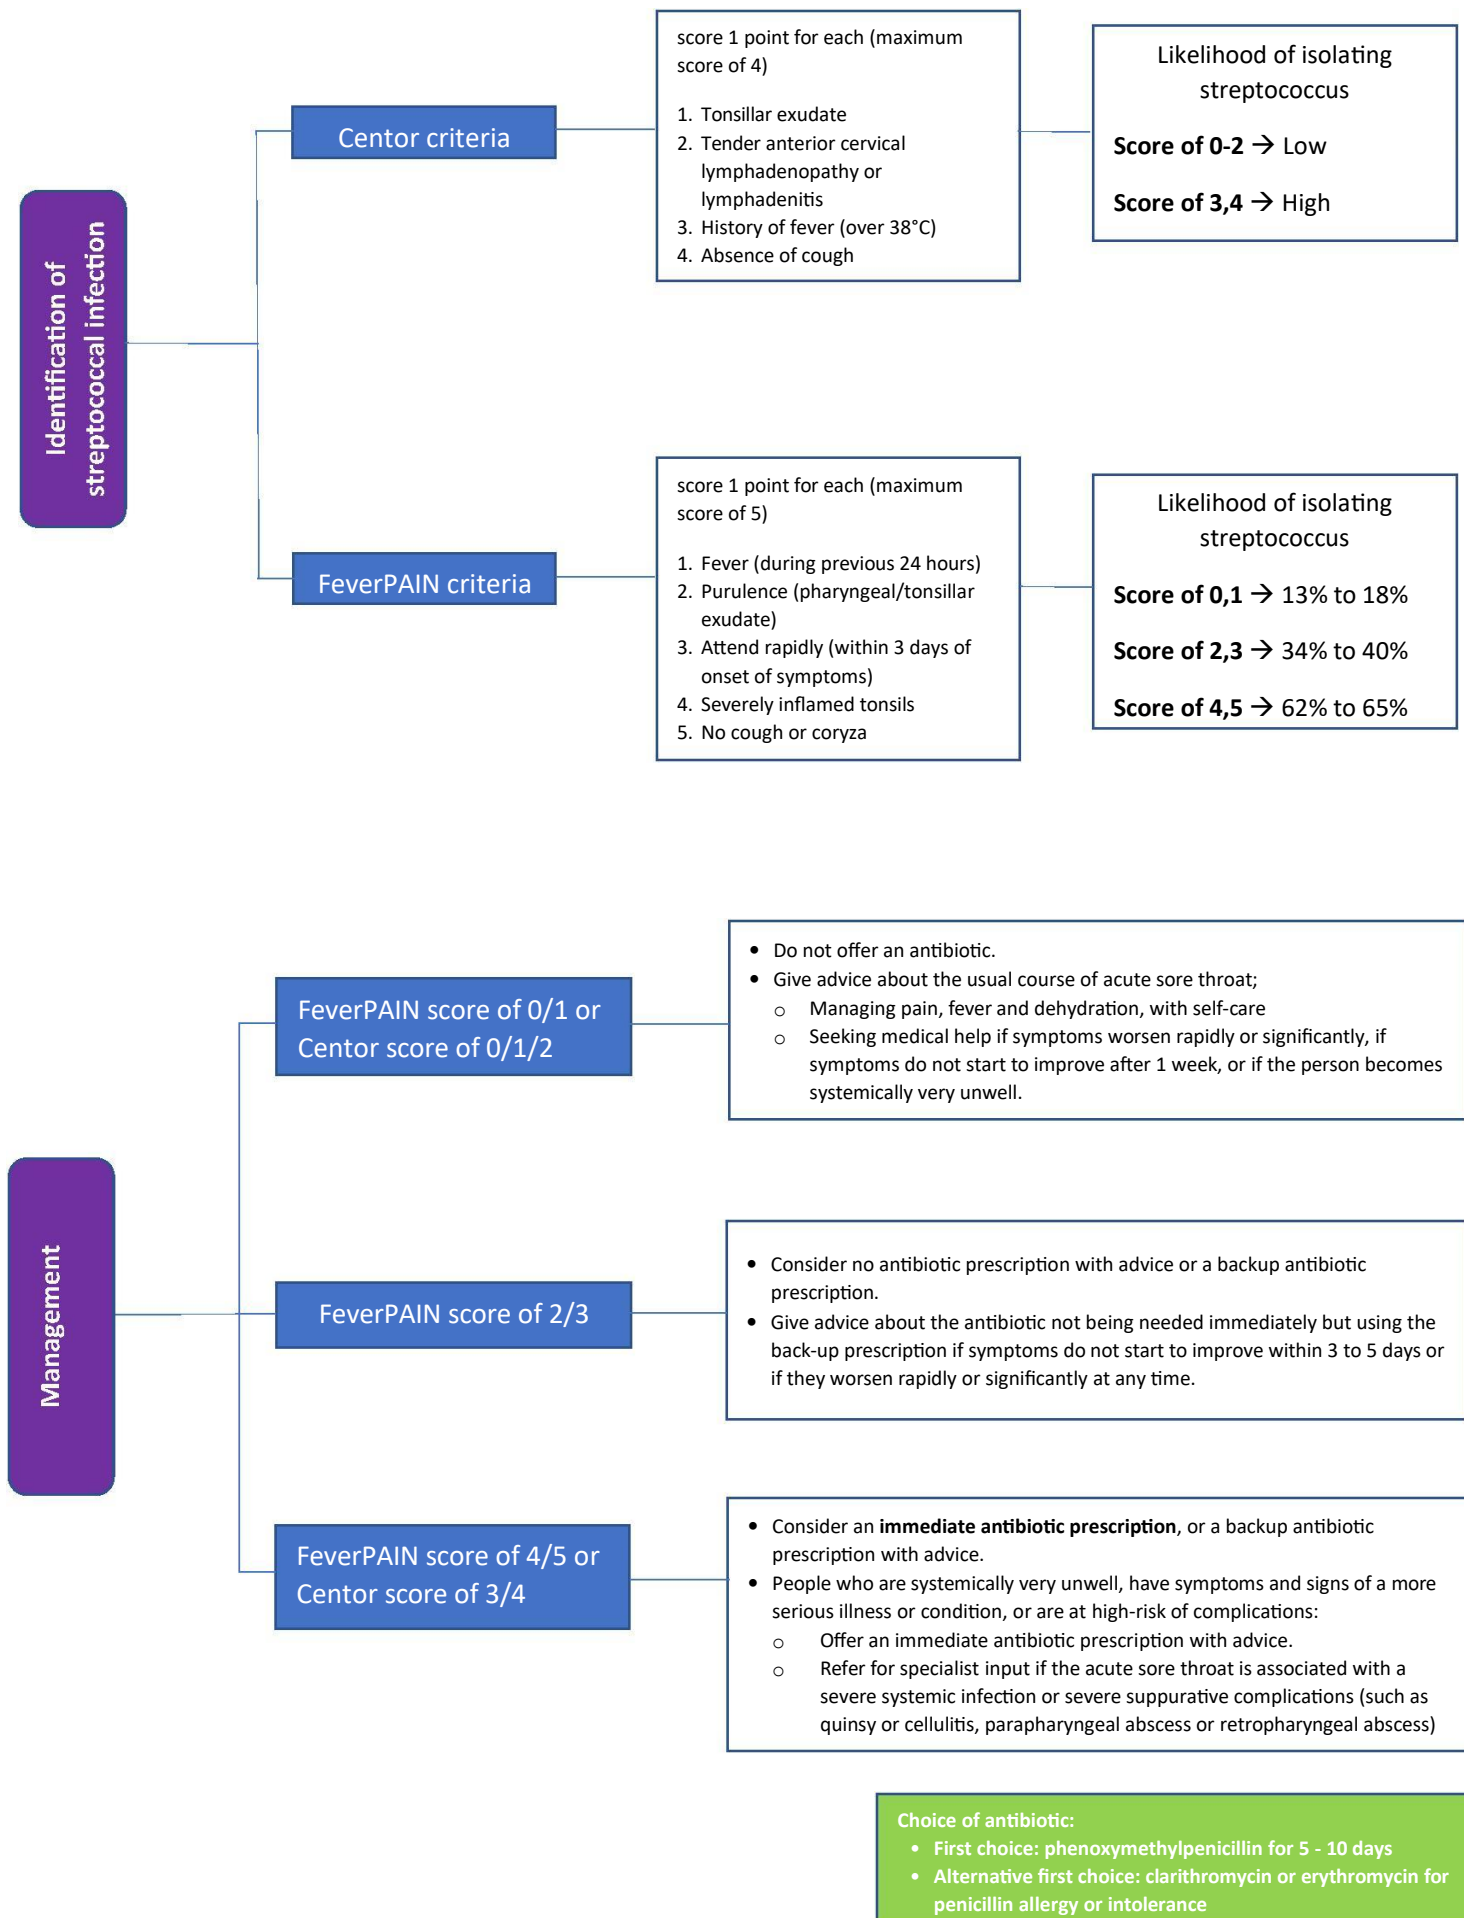 Identification of
streptococcal infection
Centor criteria
score 1 point for each (maximum
score of 4)
1. Tonsillar exudate
2. Tender anterior cervical
lymphadenopathy or
lymphadenitis
3. History of fever (over 38°C)
4. Absence of cough
Likelihood of isolating
streptococcus
Score of 0-2 → Low
Score of 3,4 → High
FeverPAIN criteria
score 1 point for each (maximum
score of 5)
1. Fever (during previous 24 hours)
2. Purulence (pharyngeal/tonsillar
exudate)
3. Attend rapidly (within 3 days of
onset of symptoms)
4. Severely inflamed tonsils
5. No cough or coryza
Likelihood of isolating
streptococcus
Score of 0,1 → 13% to 18%
Score of 2,3 → 34% to 40%
Score of 4,5 → 62% to 65%
Management
FeverPAIN score of 0/1 or
Centor score of 0/1/2
• Do not offer an antibiotic.
• Give advice about the usual course of acute sore throat;
o Managing pain, fever and dehydration, with self-care
o Seeking medical help if symptoms worsen rapidly or significantly, if
symptoms do not start to improve after 1 week, or if the person becomes
systemically very unwell.
FeverPAIN score of 2/3
• Consider no antibiotic prescription with advice or a backup antibiotic
prescription.
• Give advice about the antibiotic not being needed immediately but using the
back-up prescription if symptoms do not start to improve within 3 to 5 days or
if they worsen rapidly or significantly at any time.
FeverPAIN score of 4/5 or
Centor score of 3/4
• Consider an immediate antibiotic prescription, or a backup antibiotic
prescription with advice.
• People who are systemically very unwell, have symptoms and signs of a more
serious illness or condition, or are at high-risk of complications:
o Offer an immediate antibiotic prescription with advice.
o Refer for specialist input if the acute sore throat is associated with a
severe systemic infection or severe suppurative complications (such as
quinsy or cellulitis, parapharyngeal abscess or retropharyngeal abscess)
Choice of antibiotic:
• First choice: phenoxymethylpenicillin for 5 - 10 days
• Alternative first choice: clarithromycin or erythromycin for
penicillin allergy or intolerance